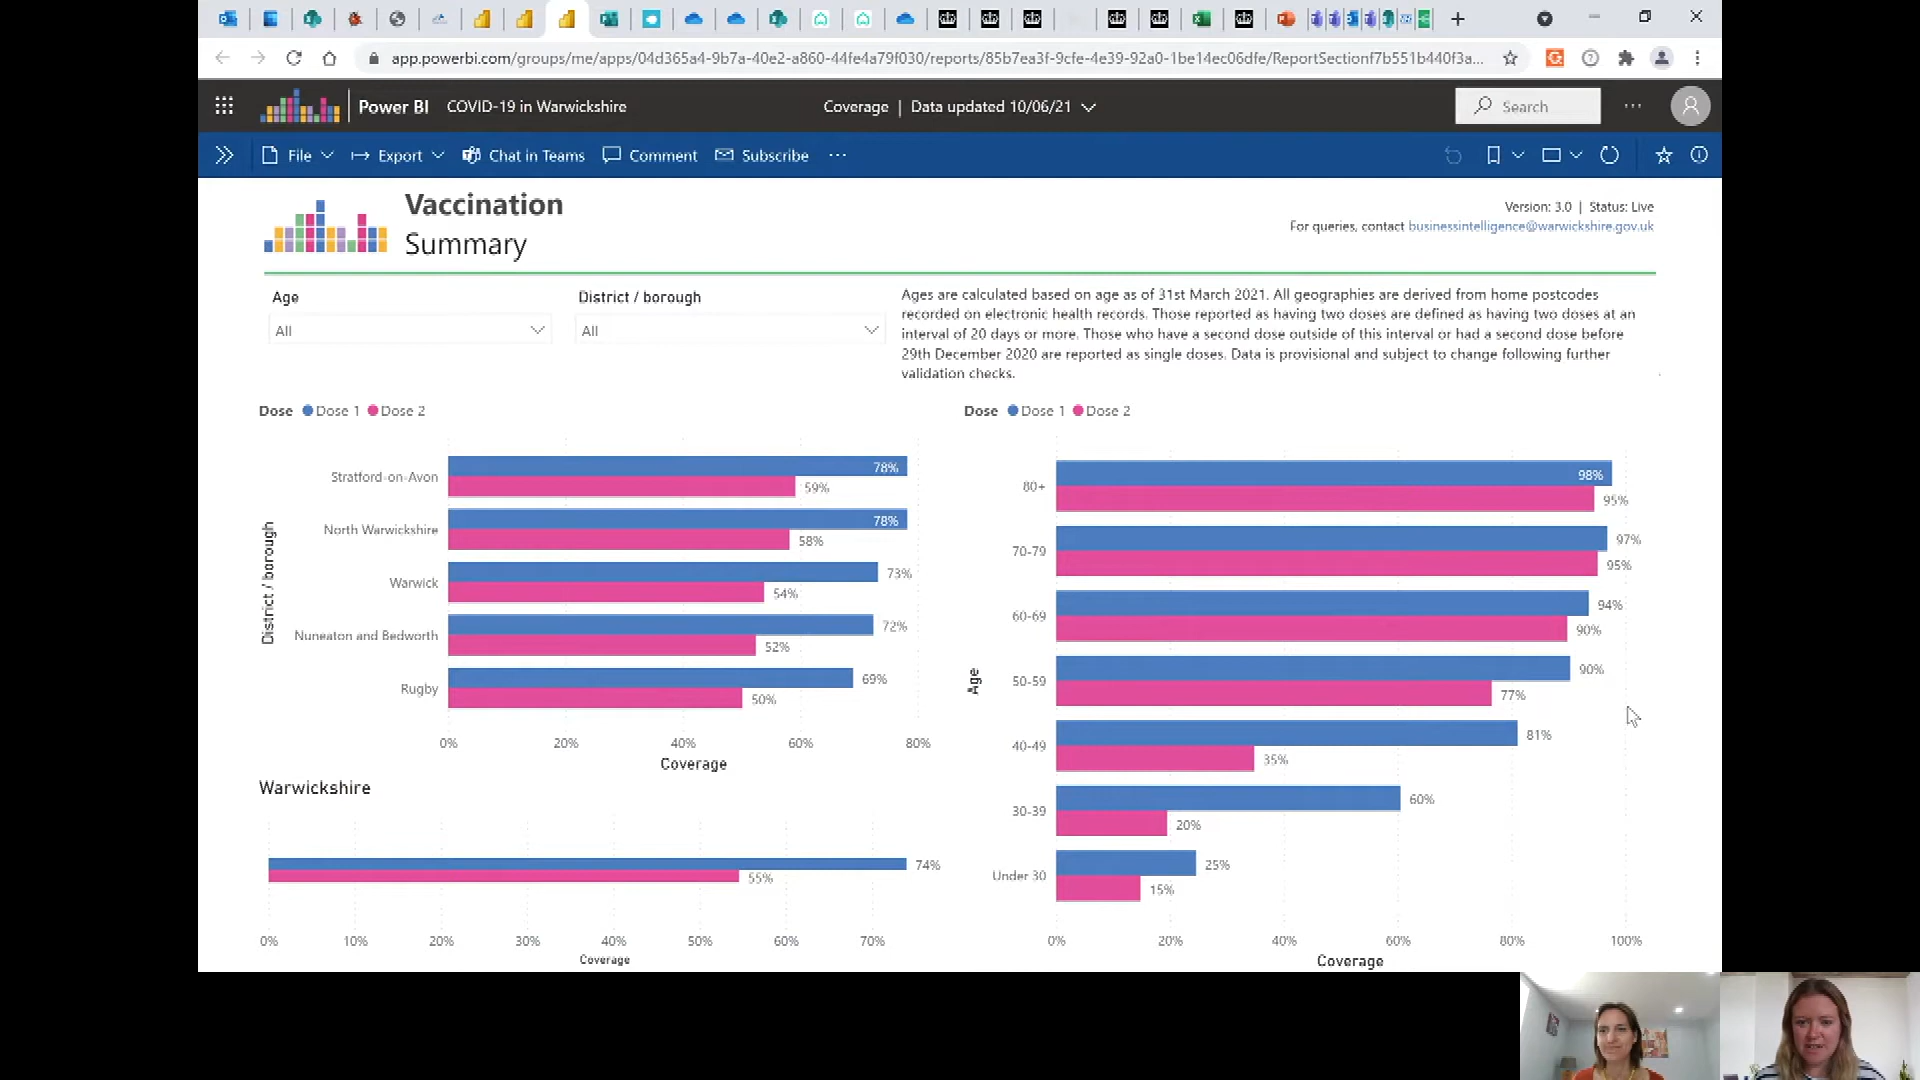 app.powerbi.com/groups/me/apps/04d365a4-9b7a-40e2-a860-44fe4a79f030/reports/85b7ea3f-9cfe-4e39-92a0-1be14ec06dfe/ReportSectionf7b551b440f3a...
Power BI COVID-19 in Warwickshire Coverage | Data updated 10/06/21 Search
File Export Chat in Teams Comment Subscribe
Vaccination
Summary
Version: 3.0 | Status: Live
For queries, contact businessintelligence@warwickshire.gov.uk
Age
All
District / borough
All
Ages are calculated based on age as of 31st March 2021. All geographies are derived from home postcodes
recorded on electronic health records. Those reported as having two doses are defined as having two doses at an
interval of 20 days or more. Those who have a second dose outside of this interval or had a second dose before
29th December 2020 are reported as single doses. Data is provisional and subject to change following further
validation checks.
Dose Dose 1 Dose 2
District / borough
Stratford-on-Avon 78% 59%
North Warwickshire 78% 58%
Warwick 73% 54%
Nuneaton and Bedworth 72% 52%
Rugby 69% 50%
0% 20% 40% 60% 80%
Coverage
Warwickshire
74%
55%
0% 10% 20% 30% 40% 50% 60% 70%
Coverage
Dose Dose 1 Dose 2
Age
80+ 98% 95%
70-79 97% 95%
60-69 94% 90%
50-59 90% 77%
40-49 81% 35%
30-39 60% 20%
Under 30 25% 15%
0% 20% 40% 60% 80% 100%
Coverage